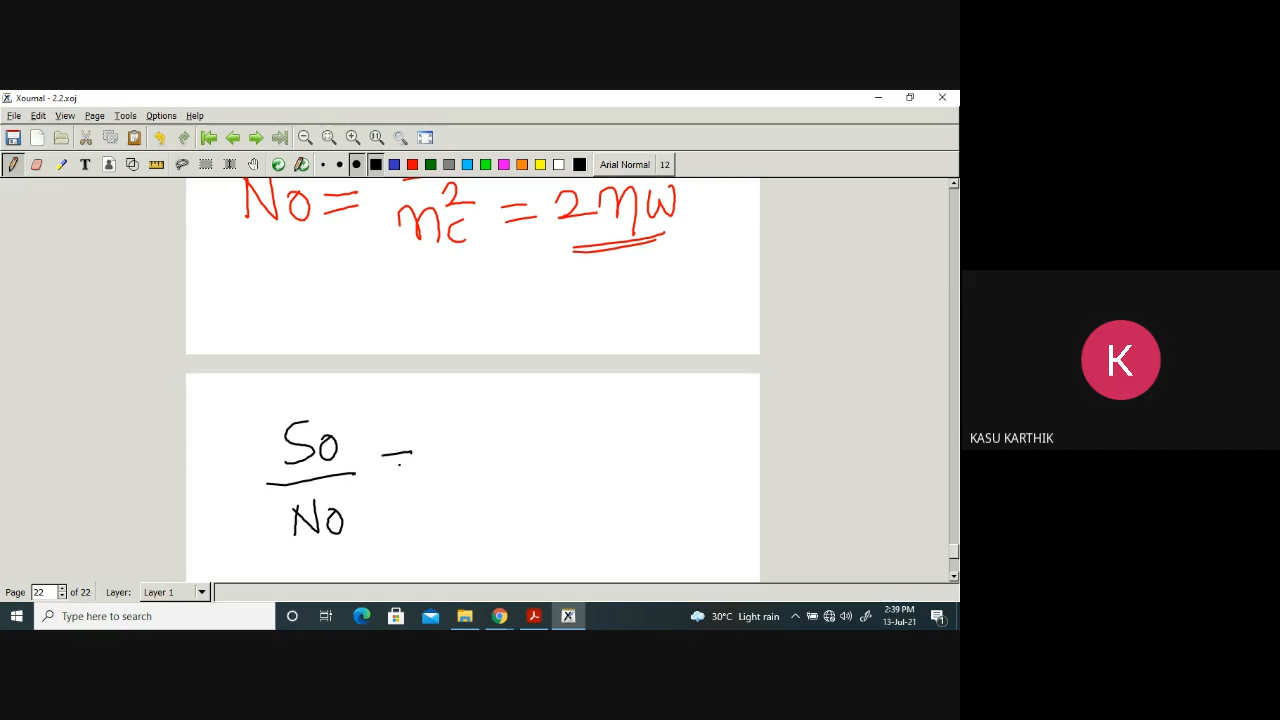 Xournal - 2.2.xoj
File Edit View Page Tools Options Help
T Arial Normal 12
No = n_c^2 = 2ηW
So
No
=
Page 22 of 22 Layer: Layer 1
K
KASU KARTHIK
Type here to search
30°C Light rain
2:39 PM
13-Jul-21
1